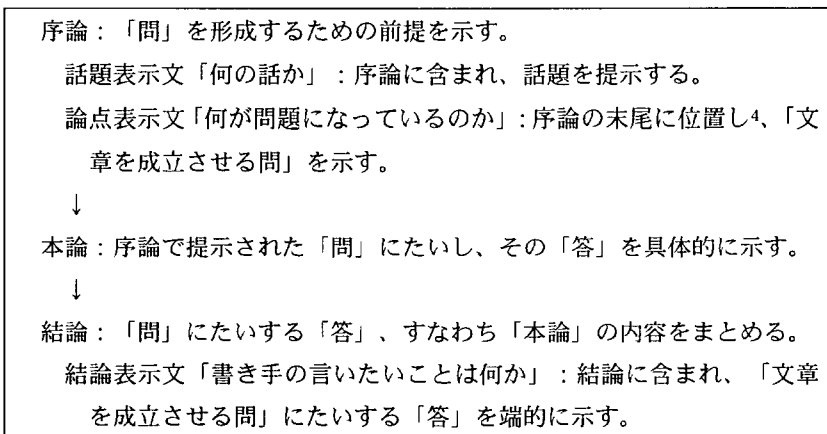 序論：「問」を形成するための前提を示す。
話題表示文「何の話か」：序論に含まれ、話題を提示する。
論点表示文「何が問題になっているのか」：序論の末尾に位置し4、「文
章を成立させる問」を示す。
↓
本論：序論で提示された「問」にたいし、その「答」を具体的に示す。
↓
結論：「問」にたいする「答」、すなわち「本論」の内容をまとめる。
結論表示文「書き手の言いたいことは何か」：結論に含まれ、「文章
を成立させる問」にたいする「答」を端的に示す。